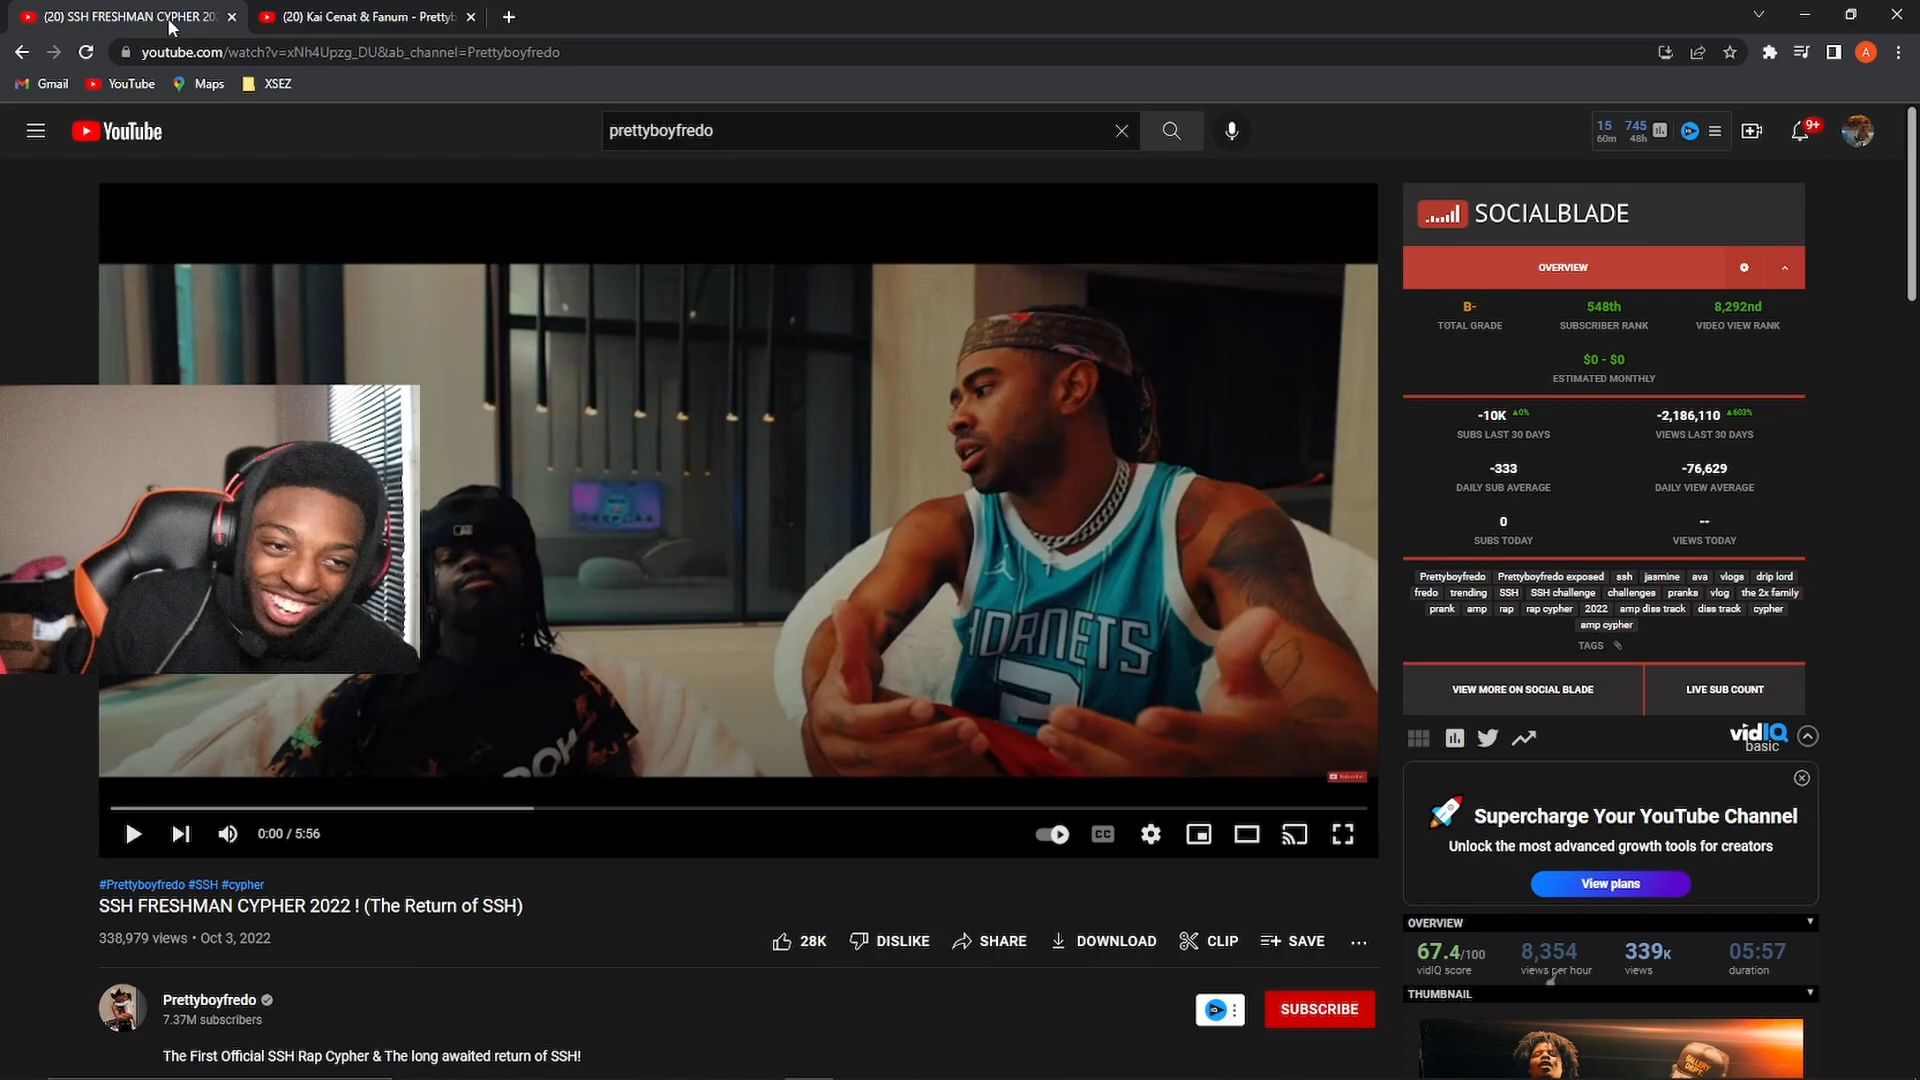 (20) SSH FRESHMAN CYPHER 20
(20) Kai Cenat & Fanum - Prettyb
youtube.com/watch?v=xNh4Upzg_DU&ab_channel=Prettyboyfredo
A
Gmail
YouTube
Maps
XSEZ
YouTube
prettyboyfredo
15
60m
745
48h
9+
SOCIALBLADE
OVERVIEW
B-
548th
8,292nd
TOTAL GRADE
SUBSCRIBER RANK
VIDEO VIEW RANK
$0 - $0
ESTIMATED MONTHLY
-10K ▲0%
-2,186,110 ▲603%
SUBS LAST 30 DAYS
VIEWS LAST 30 DAYS
-333
-76,629
DAILY SUB AVERAGE
DAILY VIEW AVERAGE
0
--
SUBS TODAY
VIEWS TODAY
Prettyboyfredo Prettyboyfredo exposed ssh jasmine ava vlogs drip lord
fredo trending SSH SSH challenge challenges pranks vlog the 2x family
prank amp rap rap cypher 2022 amp diss track diss track cypher
amp cypher
TAGS
VIEW MORE ON SOCIAL BLADE
LIVE SUB COUNT
vidIQ
basic
Supercharge Your YouTube Channel
Unlock the most advanced growth tools for creators
View plans
OVERVIEW
67.4/100
8,354
339K
05:57
vidIQ score
views per hour
views
duration
THUMBNAIL
HORNETS
2
Subscribe
0:00 / 5:56
CC
#Prettyboyfredo #SSH #cypher
SSH FRESHMAN CYPHER 2022 ! (The Return of SSH)
338,979 views • Oct 3, 2022
28K
DISLIKE
SHARE
DOWNLOAD
CLIP
SAVE
Prettyboyfredo
7.37M subscribers
SUBSCRIBE
The First Official SSH Rap Cypher & The long awaited return of SSH!